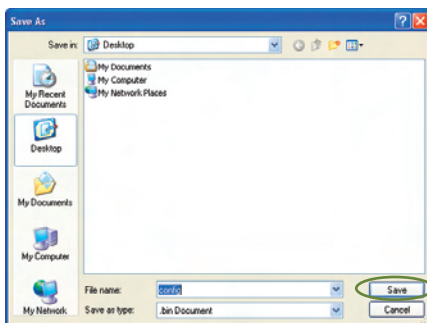 Save As
Save in:
Desktop
My Recent
Documents
Desktop
My Documents
My Computer
My Network
My Documents
My Computer
My Network Places
File name:
config
Save
Save as type:
.bin Document
Cancel